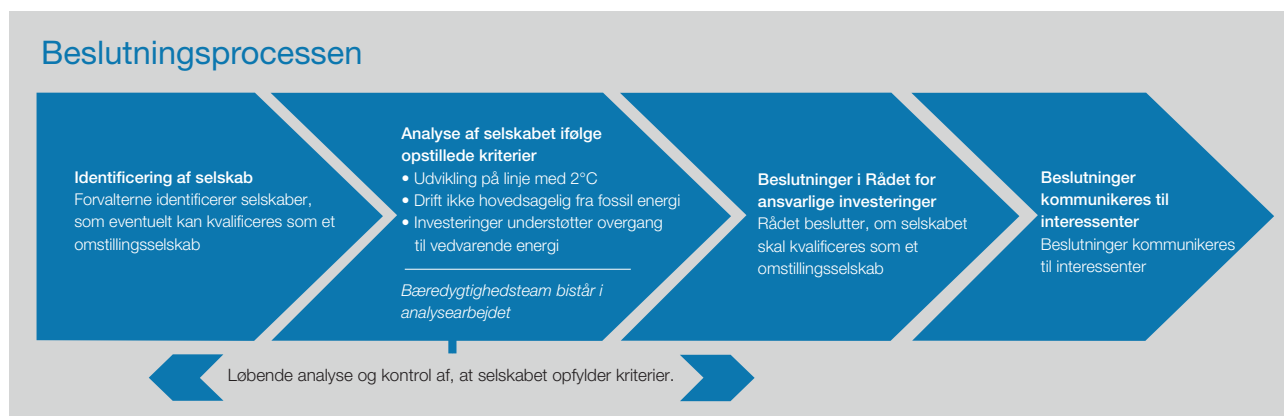 Beslutningsprocessen
Identificering af selskab
Forvalterne identificerer selskaber,
som eventuelt kan kvalificeres som et
omstillingsselskab
Analyse af selskabet ifølge
opstillede kriterier
• Udvikling på linje med 2°C
• Drift ikke hovedsagelig fra fossil energi
• Investeringer understøtter overgang
til vedvarende energi
Bæredygtighedsteam bistår i
analysearbejdet
Beslutninger i Rådet for
ansvarlige investeringer
Rådet beslutter, om selskabet
skal kvalificeres som et
omstillingsselskab
Beslutninger
kommunikeres til
interessenter
Beslutninger kommunikeres
til interessenter
Løbende analyse og kontrol af, at selskabet opfylder kriterier.